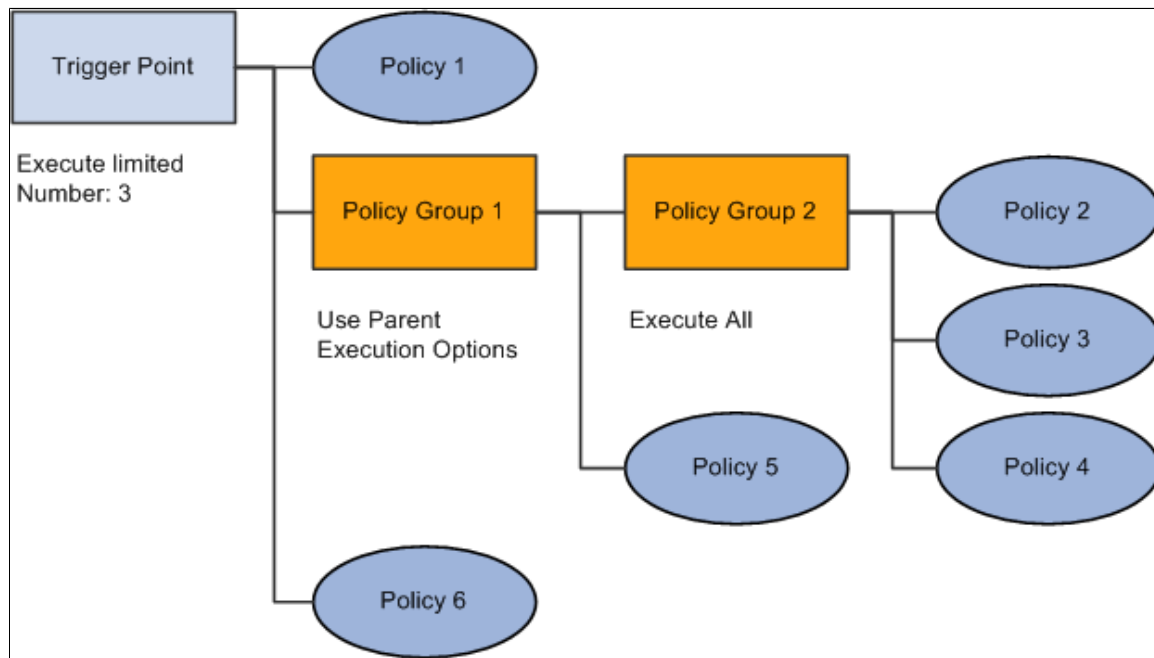 Trigger Point
Policy 1
Execute limited
Number: 3
Policy Group 1
Policy Group 2
Policy 2
Use Parent
Execution Options
Execute All
Policy 3
Policy 5
Policy 4
Policy 6